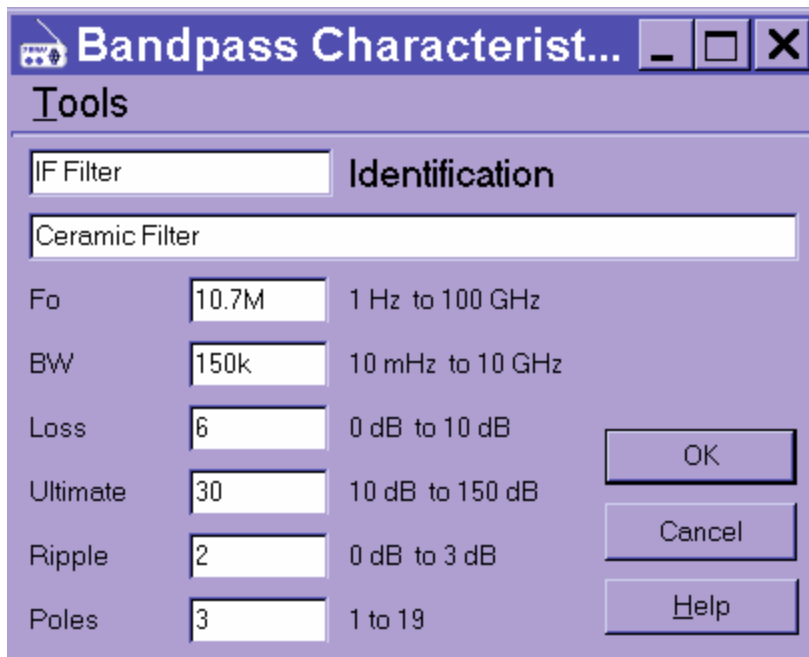 Bandpass Characterist...
Tools
IF Filter Identification
Ceramic Filter
Fo 10.7M 1 Hz to 100 GHz
BW 150k 10 mHz to 10 GHz
Loss 6 0 dB to 10 dB
OK
Ultimate 30 10 dB to 150 dB
Cancel
Ripple 2 0 dB to 3 dB
Help
Poles 3 1 to 19